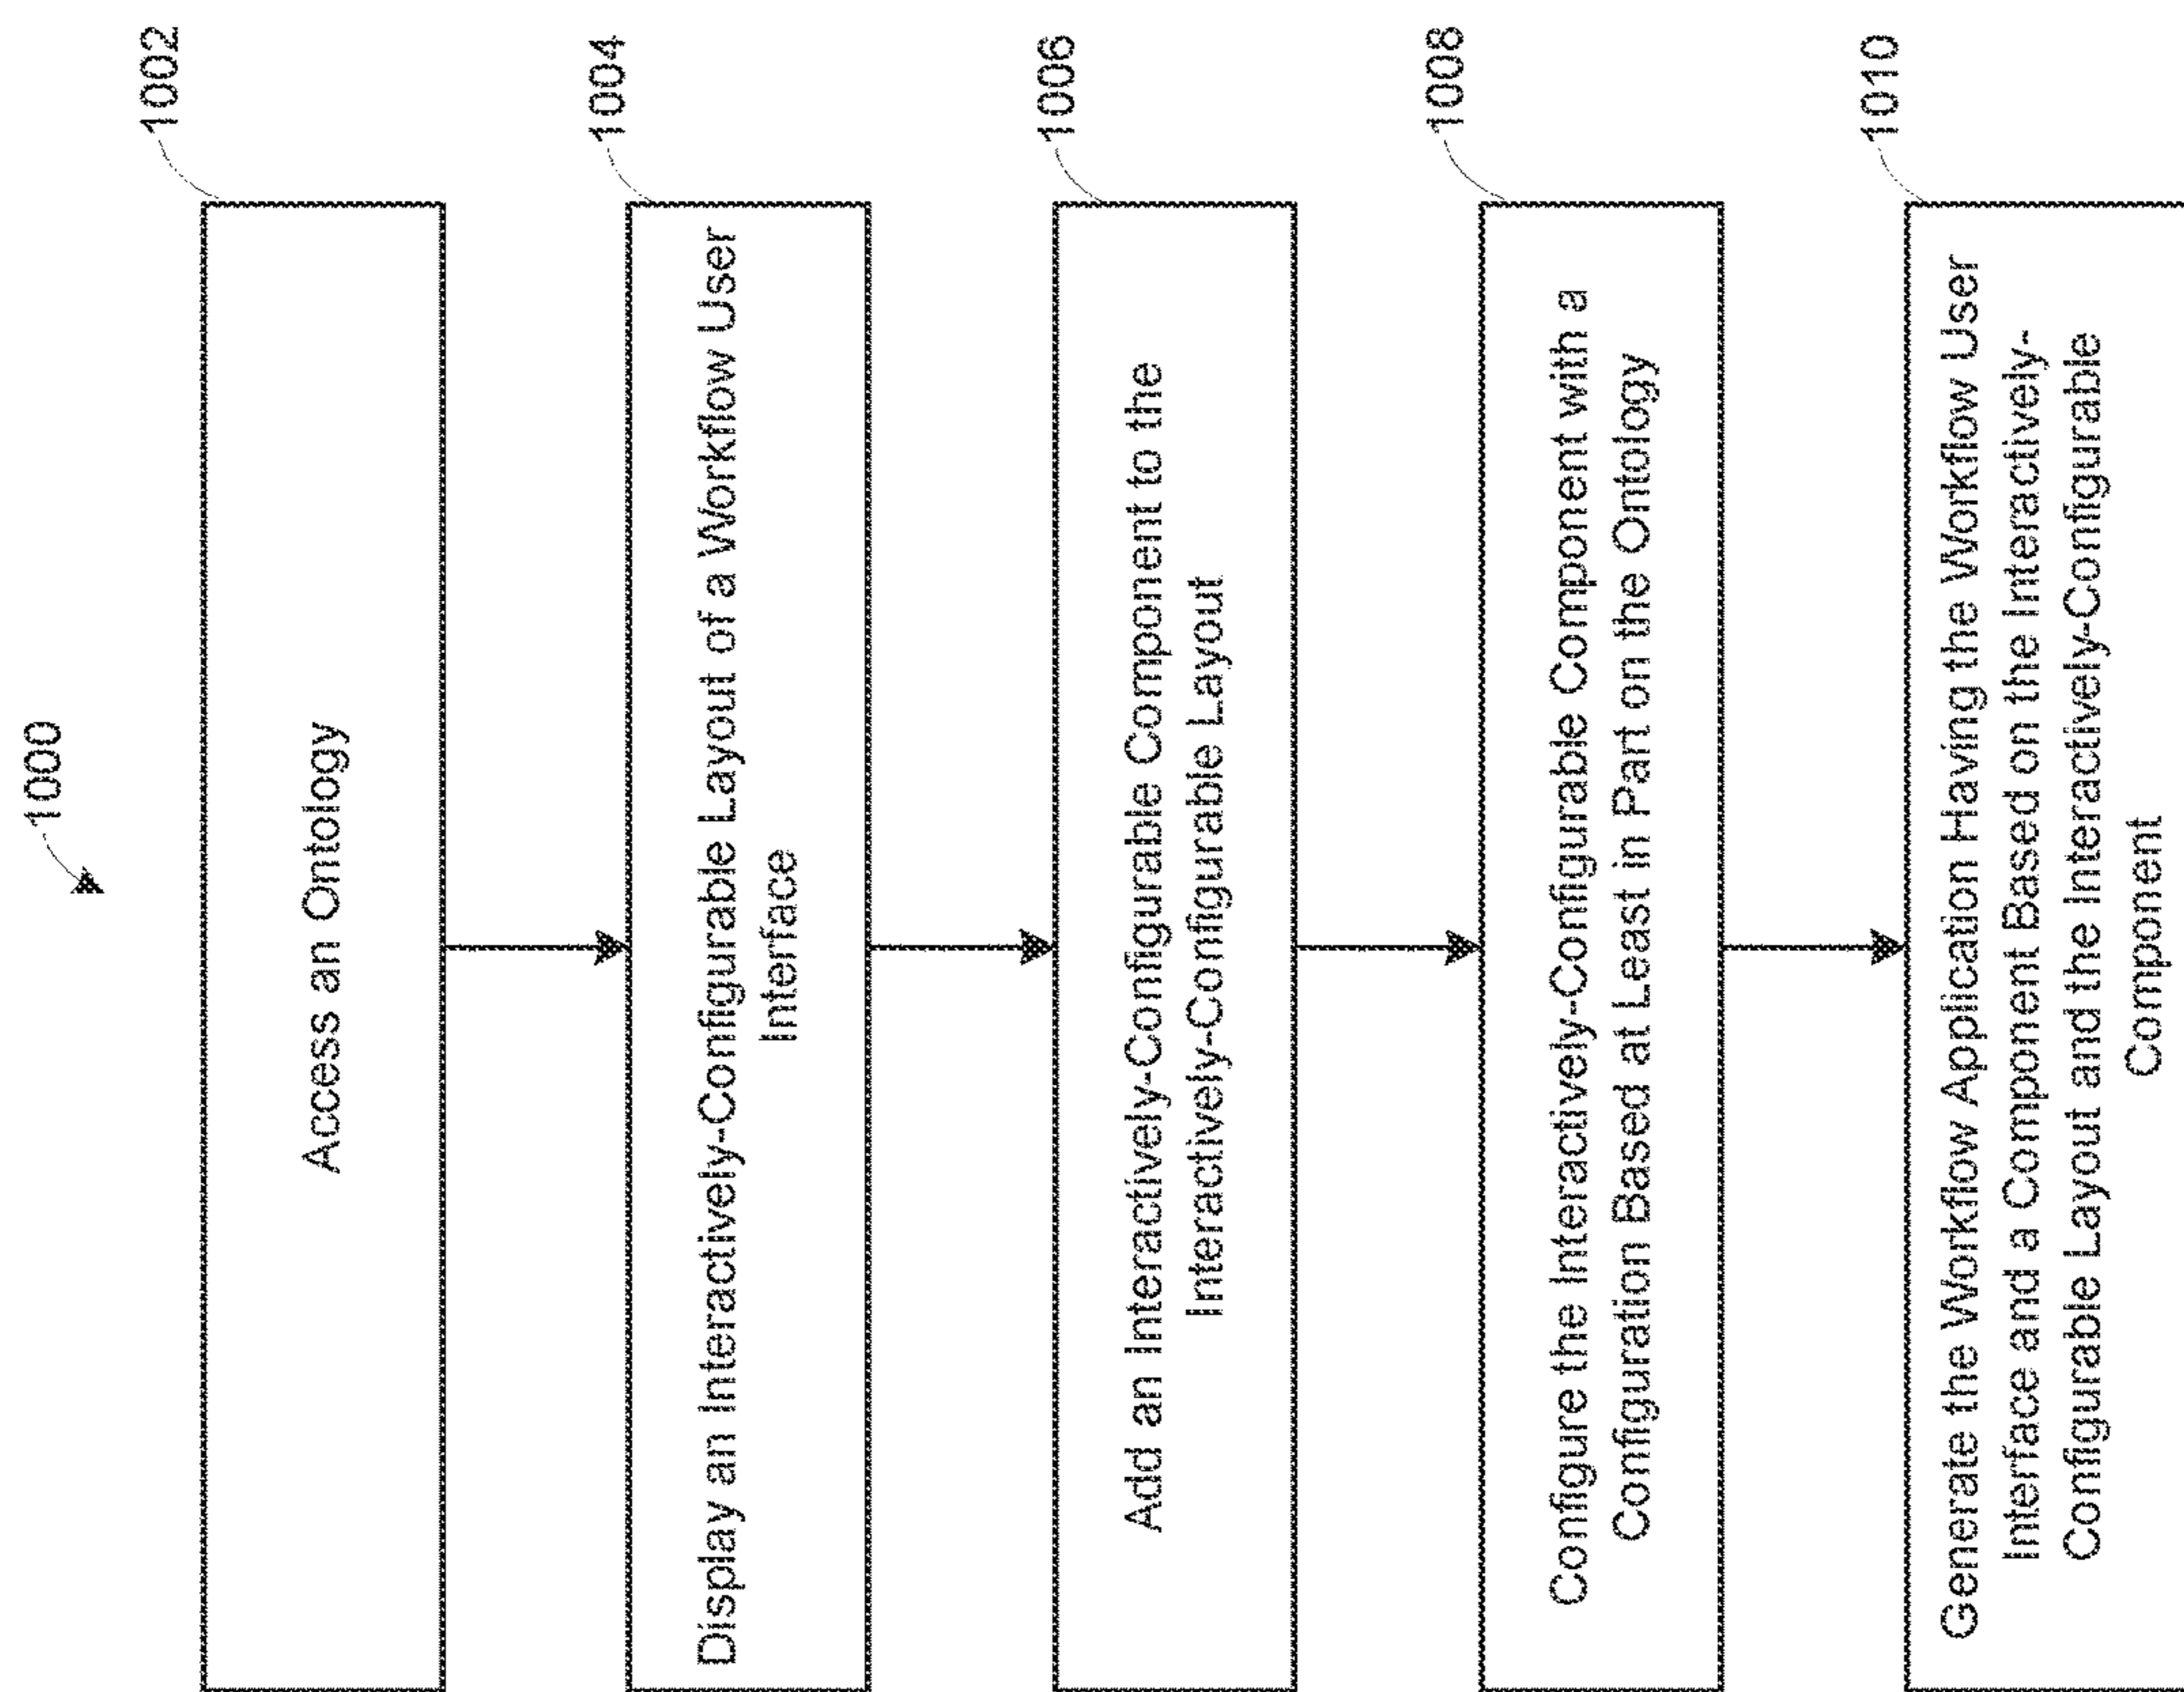 1000
1002
Access an Ontology
1004
Display an Interactively-Configurable Layout of a Workflow User
Interface
1006
Add an Interactively-Configurable Component to the
Interactively-Configurable Layout
1008
Configure the Interactively-Configurable Component with a
Configuration Based at Least in Part on the Ontology
1010
Generate the Workflow Application Having the Workflow User
Interface and a Component Based on the Interactively-
Configurable Layout and the Interactively-Configurable
Component